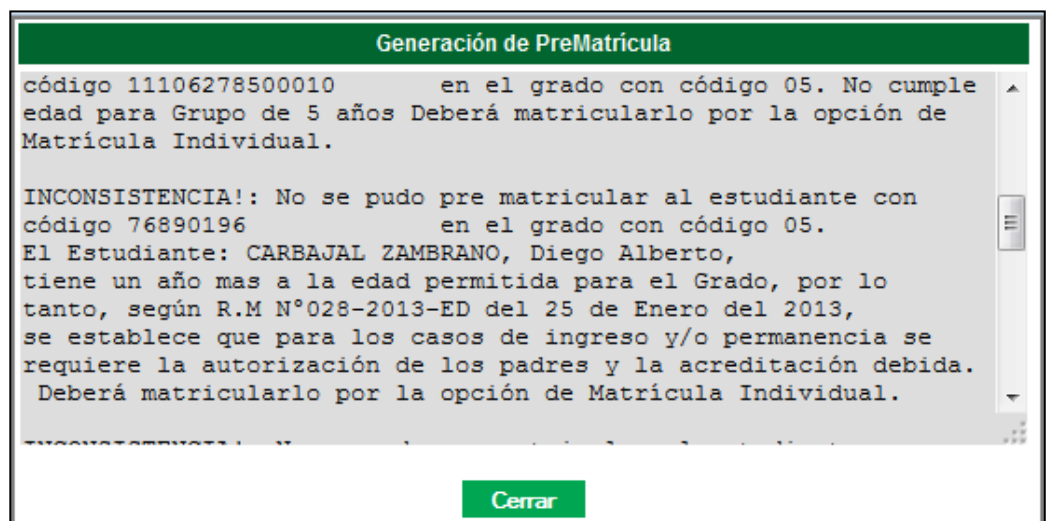 Generación de PreMatrícula
código 11106278500010 en el grado con código 05. No cumple
edad para Grupo de 5 años Deberá matricularlo por la opción de
Matrícula Individual.
INCONSISTENCIA!: No se pudo pre matricular al estudiante con
código 76890196 en el grado con código 05.
El Estudiante: CARBAJAL ZAMBRANO, Diego Alberto,
tiene un año mas a la edad permitida para el Grado, por lo
tanto, según R.M N°028-2013-ED del 25 de Enero del 2013,
se establece que para los casos de ingreso y/o permanencia se
requiere la autorización de los padres y la acreditación debida.
Deberá matricularlo por la opción de Matrícula Individual.
Cerrar